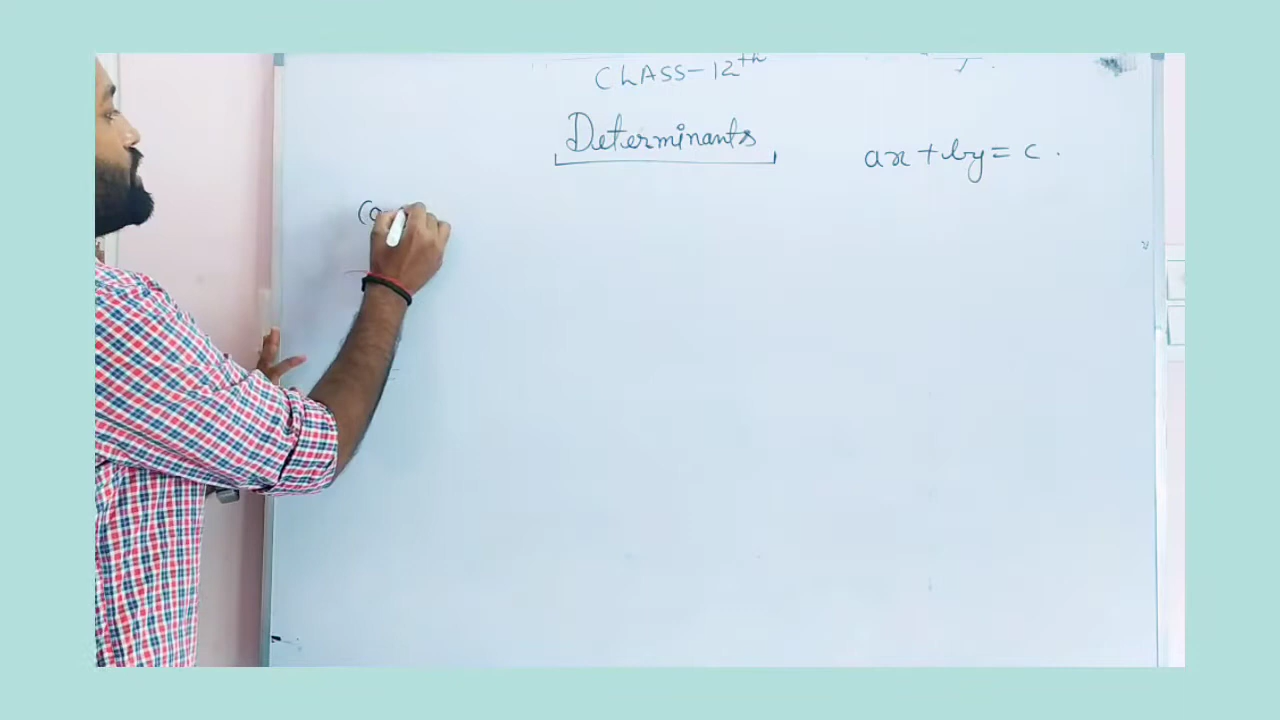 CLASS-12th
Determinants
ax + by = c .
(a